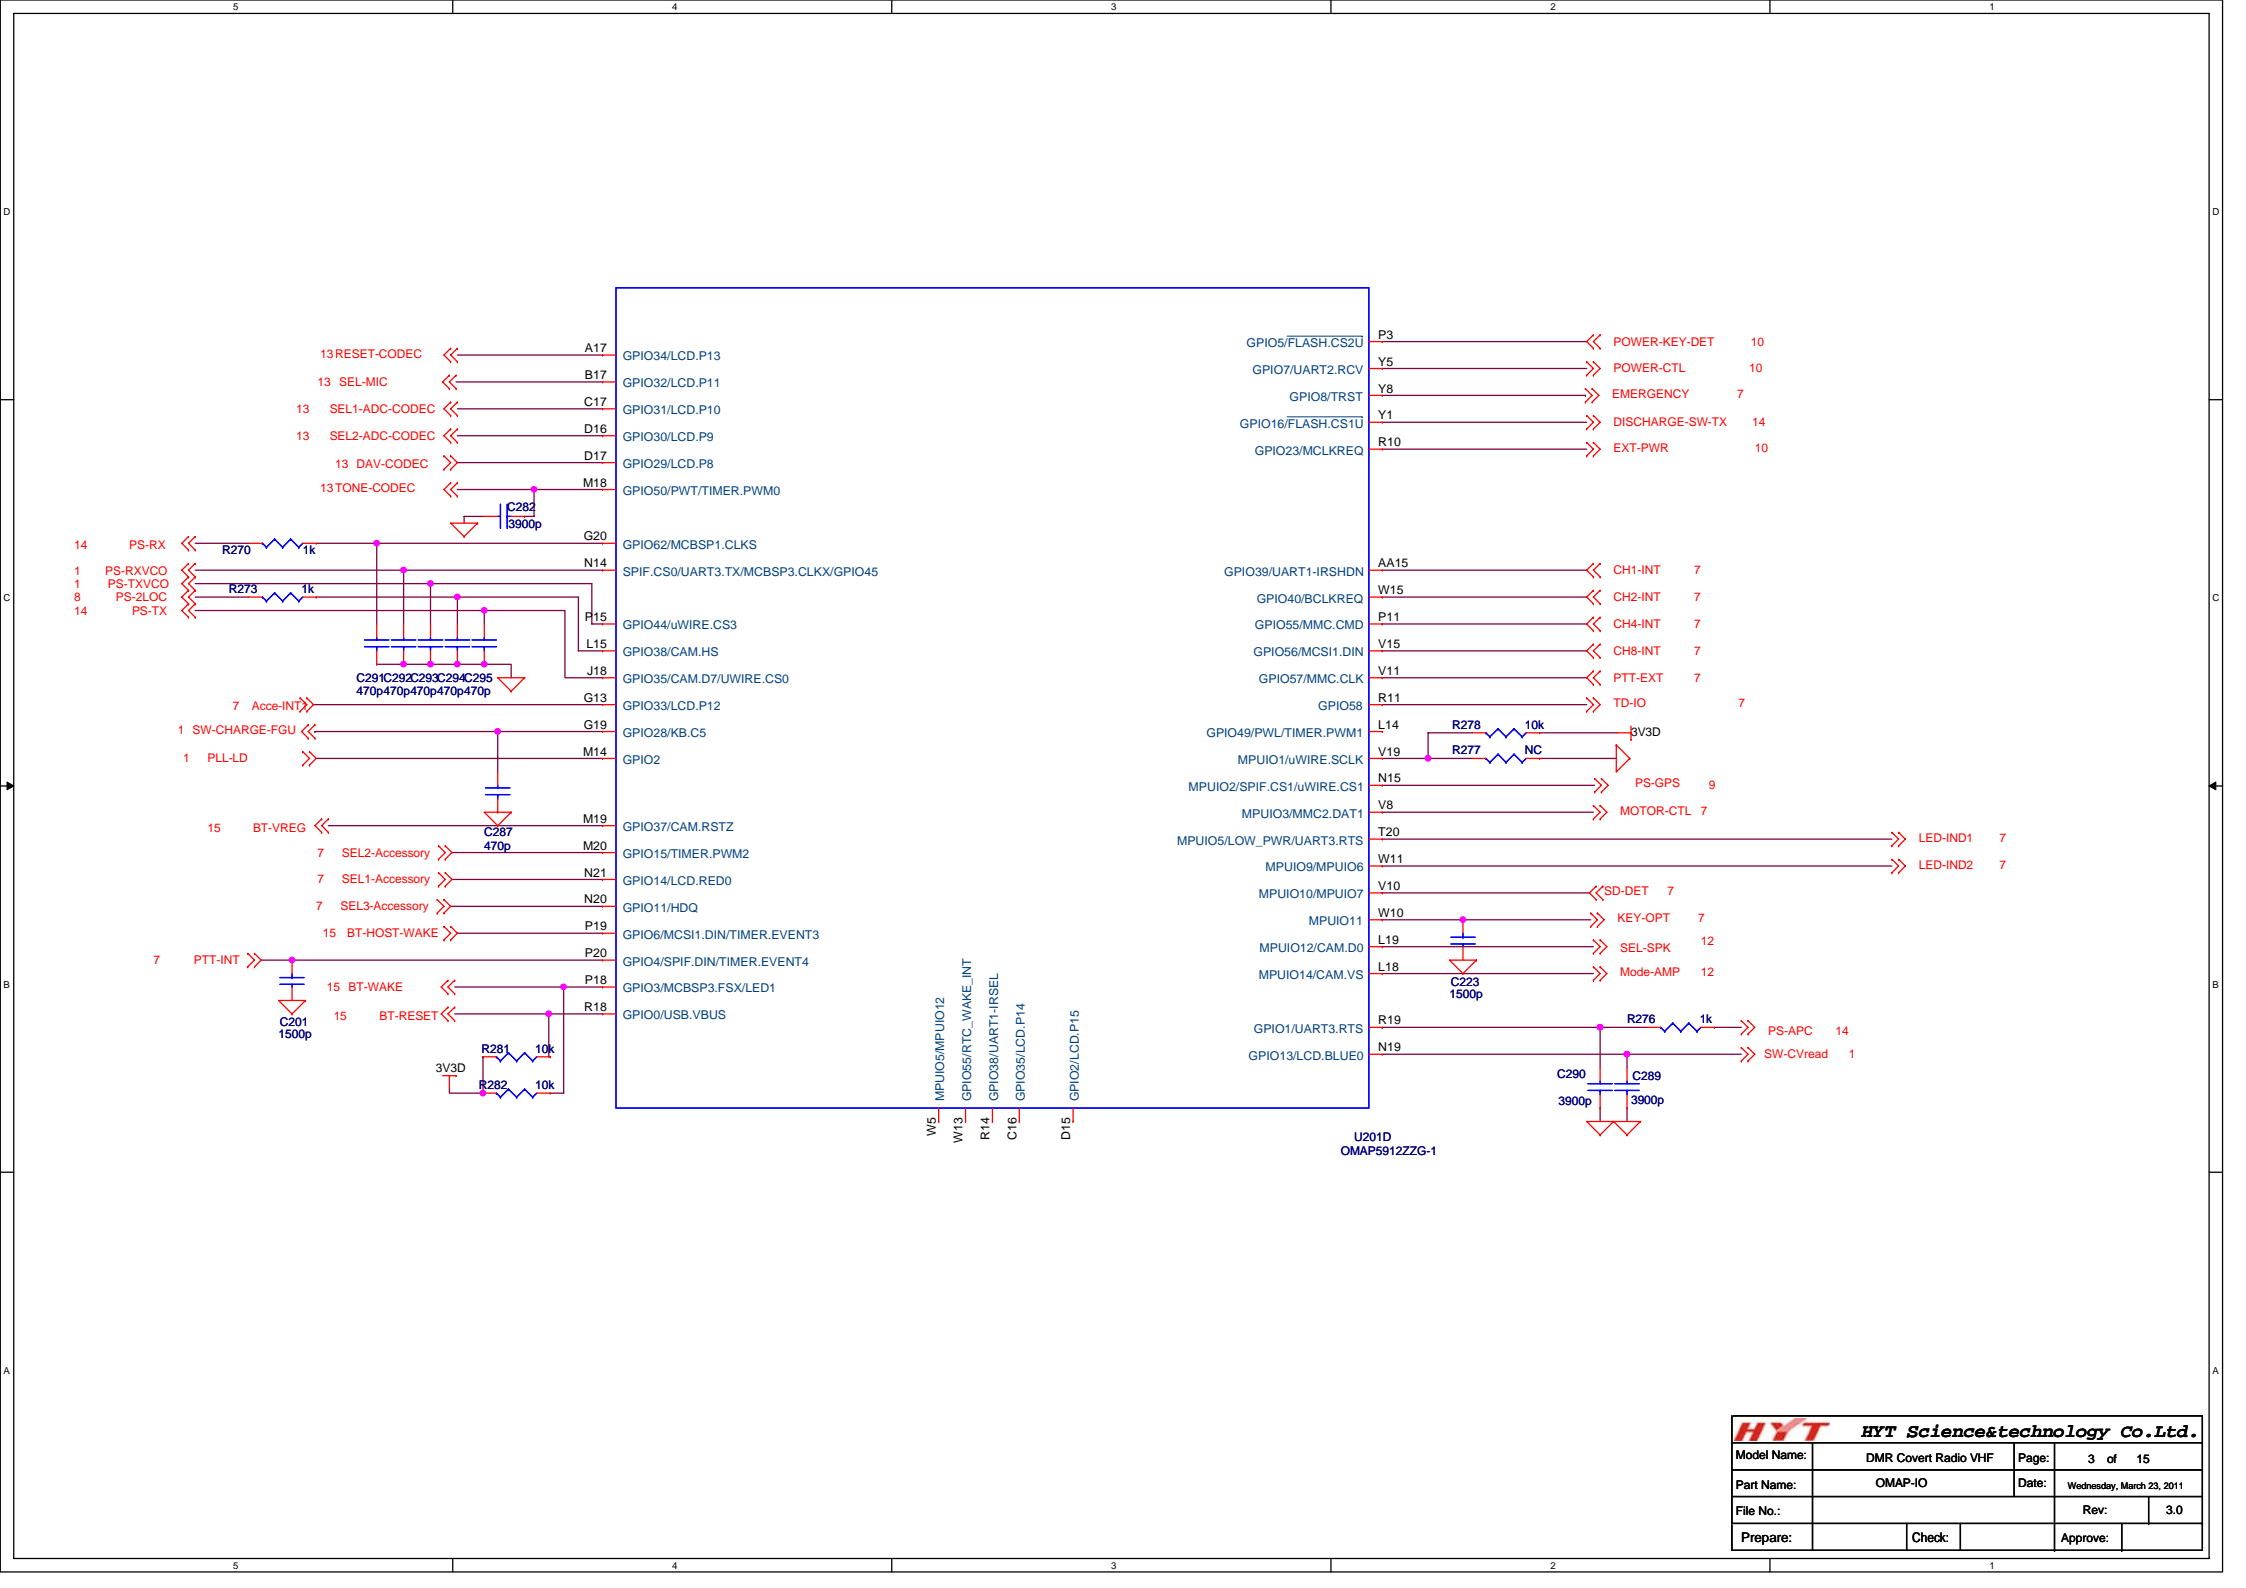 5 4 3 2 1
D D
C C
B B
A A
13 RESET-CODEC A17 GPIO34/LCD.P13
13 SEL-MIC B17 GPIO32/LCD.P11
13 SEL1-ADC-CODEC C17 GPIO31/LCD.P10
13 SEL2-ADC-CODEC D16 GPIO30/LCD.P9
13 DAV-CODEC D17 GPIO29/LCD.P8
13 TONE-CODEC M18 GPIO50/PWT/TIMER.PWM0
C282
3900p
14 PS-RX R270 1k G20 GPIO62/MCBSP1.CLKS
1 PS-RXVCO N14 SPIF.CS0/UART3.TX/MCBSP3.CLKX/GPIO45
1 PS-TXVCO
8 PS-2LOC R273 1k
14 PS-TX
P15 GPIO44/uWIRE.CS3
L15 GPIO38/CAM.HS
J18 GPIO35/CAM.D7/UWIRE.CS0
C291 C292 C293 C294 C295
470p 470p 470p 470p 470p
7 Acce-INT G13 GPIO33/LCD.P12
1 SW-CHARGE-FGU G19 GPIO28/KB.C5
1 PLL-LD M14 GPIO2
C287
470p
15 BT-VREG M19 GPIO37/CAM.RSTZ
7 SEL2-Accessory M20 GPIO15/TIMER.PWM2
7 SEL1-Accessory N21 GPIO14/LCD.RED0
7 SEL3-Accessory N20 GPIO11/HDQ
15 BT-HOST-WAKE P19 GPIO6/MCSI1.DIN/TIMER.EVENT3
7 PTT-INT P20 GPIO4/SPIF.DIN/TIMER.EVENT4
15 BT-WAKE P18 GPIO3/MCBSP3.FSX/LED1
15 BT-RESET R18 GPIO0/USB.VBUS
C201
1500p
R281 10k
3V3D
R282 10k
MPUIO5/MPUIO12 W5
GPIO55/RTC_WAKE_INT W13
GPIO38/UART1-IRSEL R14
GPIO35/LCD.P14 C16
GPIO2/LCD.P15 D15
GPIO5/FLASH.CS2U P3 POWER-KEY-DET 10
GPIO7/UART2.RCV Y5 POWER-CTL 10
GPIO8/TRST Y8 EMERGENCY 7
GPIO16/FLASH.CS1U Y1 DISCHARGE-SW-TX 14
GPIO23/MCLKREQ R10 EXT-PWR 10
GPIO39/UART1-IRSHDN AA15 CH1-INT 7
GPIO40/BCLKREQ W15 CH2-INT 7
GPIO55/MMC.CMD P11 CH4-INT 7
GPIO56/MCSI1.DIN V15 CH8-INT 7
GPIO57/MMC.CLK V11 PTT-EXT 7
GPIO58 R11 TD-IO 7
GPIO49/PWL/TIMER.PWM1 L14 R278 10k 3V3D
MPUIO1/uWIRE.SCLK V19 R277 NC
MPUIO2/SPIF.CS1/uWIRE.CS1 N15 PS-GPS 9
MPUIO3/MMC2.DAT1 V8 MOTOR-CTL 7
MPUIO5/LOW_PWR/UART3.RTS T20 LED-IND1 7
MPUIO9/MPUIO6 W11 LED-IND2 7
MPUIO10/MPUIO7 V10 SD-DET 7
MPUIO11 W10 KEY-OPT 7
MPUIO12/CAM.D0 L19 SEL-SPK 12
MPUIO14/CAM.VS L18 Mode-AMP 12
C223
1500p
GPIO1/UART3.RTS R19 R276 1k PS-APC 14
GPIO13/LCD.BLUE0 N19 SW-CVread 1
C290 C289
3900p 3900p
U201D
OMAP5912ZZG-1
HYT HYT Science&technology Co.Ltd.
Model Name: DMR Covert Radio VHF Page: 3 of 15
Part Name: OMAP-IO Date: Wednesday, March 23, 2011
File No.: Rev: 3.0
Prepare: Check: Approve:
5 4 3 2 1